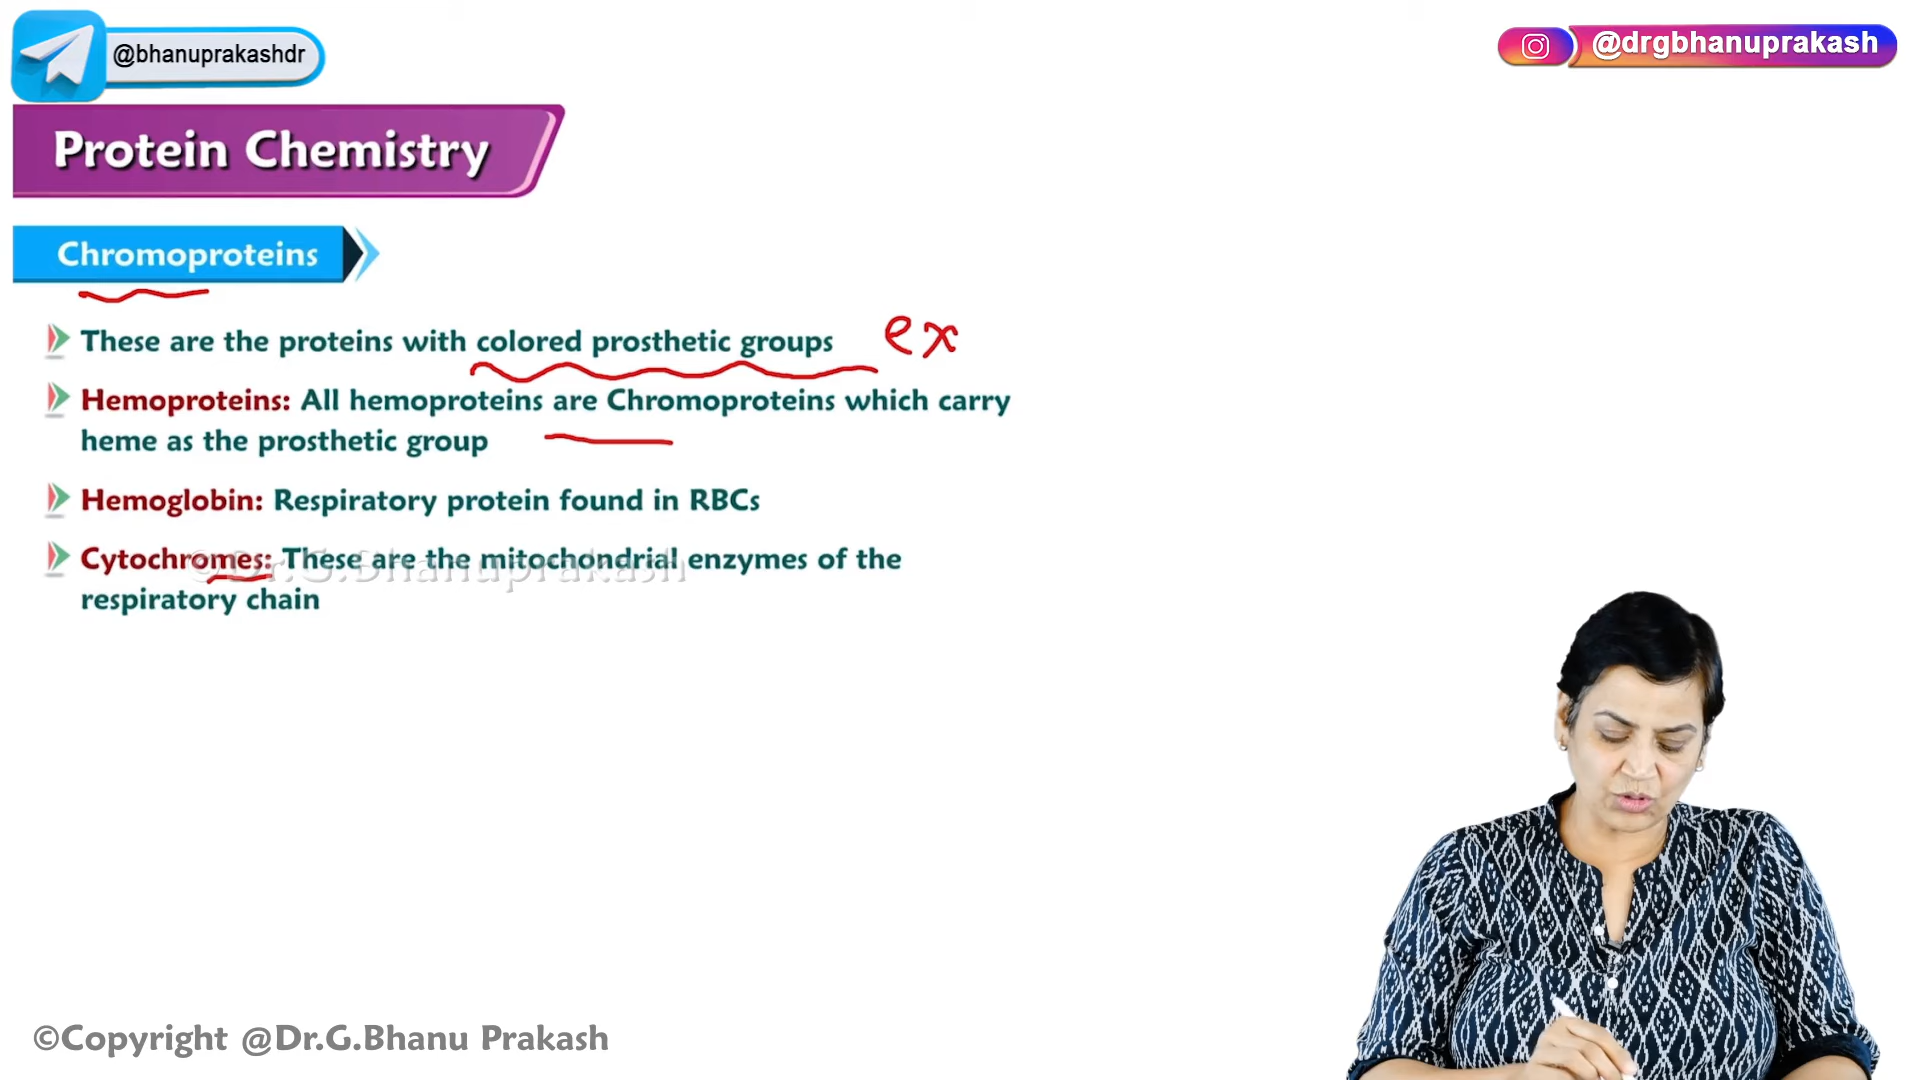 @bhanuprakashdr
@drgbhanuprakash
Protein Chemistry
Chromoproteins
These are the proteins with colored prosthetic groups ex
Hemoproteins: All hemoproteins are Chromoproteins which carry
heme as the prosthetic group
Hemoglobin: Respiratory protein found in RBCs
Cytochromes: These are the mitochondrial enzymes of the
©Dr.G.Bhanuprakash
respiratory chain
©Copyright @Dr.G.Bhanu Prakash